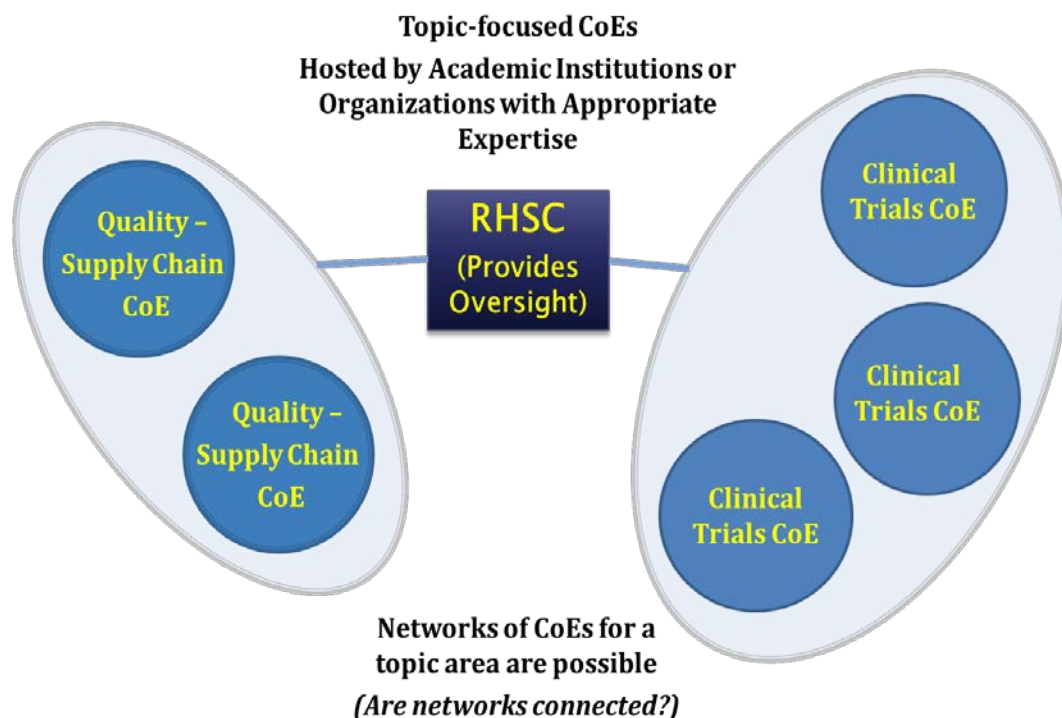 Topic-focused CoEs
Hosted by Academic Institutions or
Organizations with Appropriate
Expertise
Quality –
Supply Chain
CoE
Quality –
Supply Chain
CoE
RHSC
(Provides
Oversight)
Clinical
Trials CoE
Clinical
Trials CoE
Clinical
Trials CoE
Networks of CoEs for a
topic area are possible
(Are networks connected?)